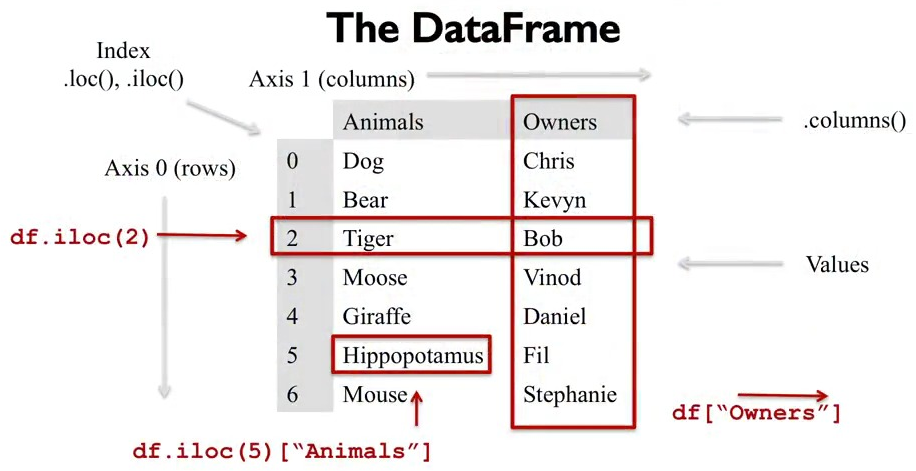 The DataFrame
Index
.loc(), .iloc()
Axis 1 (columns)
Animals Owners
.columns()
Axis 0 (rows)
0 Dog Chris
1 Bear Kevyn
df.iloc(2)
2 Tiger Bob
Values
3 Moose Vinod
4 Giraffe Daniel
5 Hippopotamus Fil
6 Mouse Stephanie
df[“Owners”]
df.iloc(5)[“Animals”]